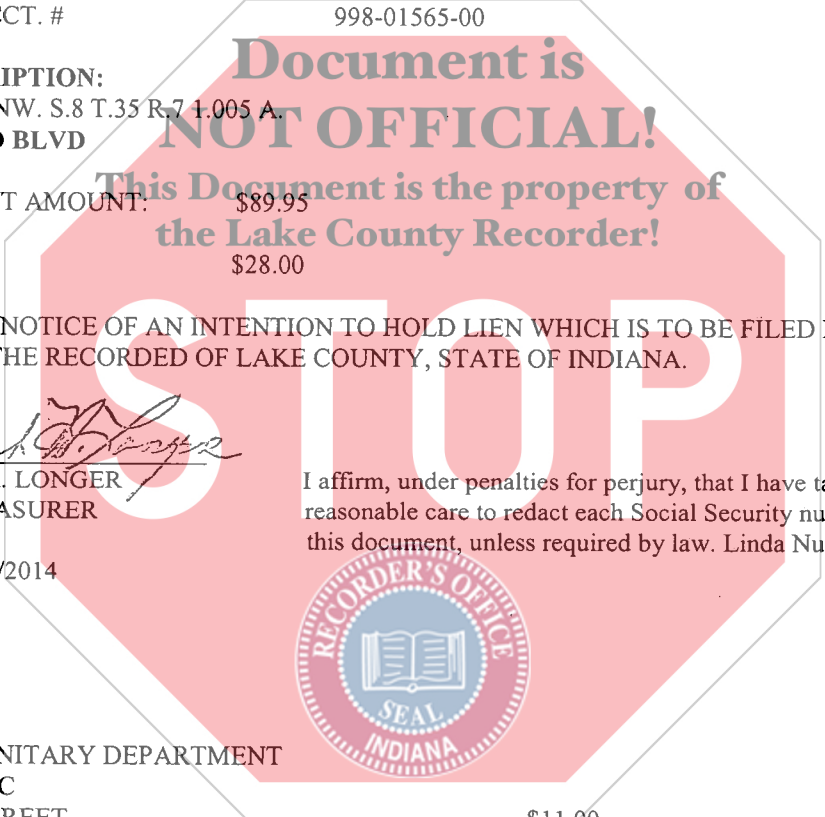 CT. # 998-01565-00
Document is
IPTION:
NW. S.8 T.35 R.7 1.005 A.
NOT OFFICIAL!
BLVD
This Document is the property of
T AMOUNT: $89.95
the Lake County Recorder!
$28.00
NOTICE OF AN INTENTION TO HOLD LIEN WHICH IS TO BE FILED
HE RECORDED OF LAKE COUNTY, STATE OF INDIANA.
STOP
. LONGER
ASURER
I affirm, under penalties for perjury, that I have ta
reasonable care to redact each Social Security nu
this document, unless required by law. Linda Nu
/2014
RECORDER'S OFFICE
SEAL
INDIANA
NITARY DEPARTMENT
C
REET
$11.00